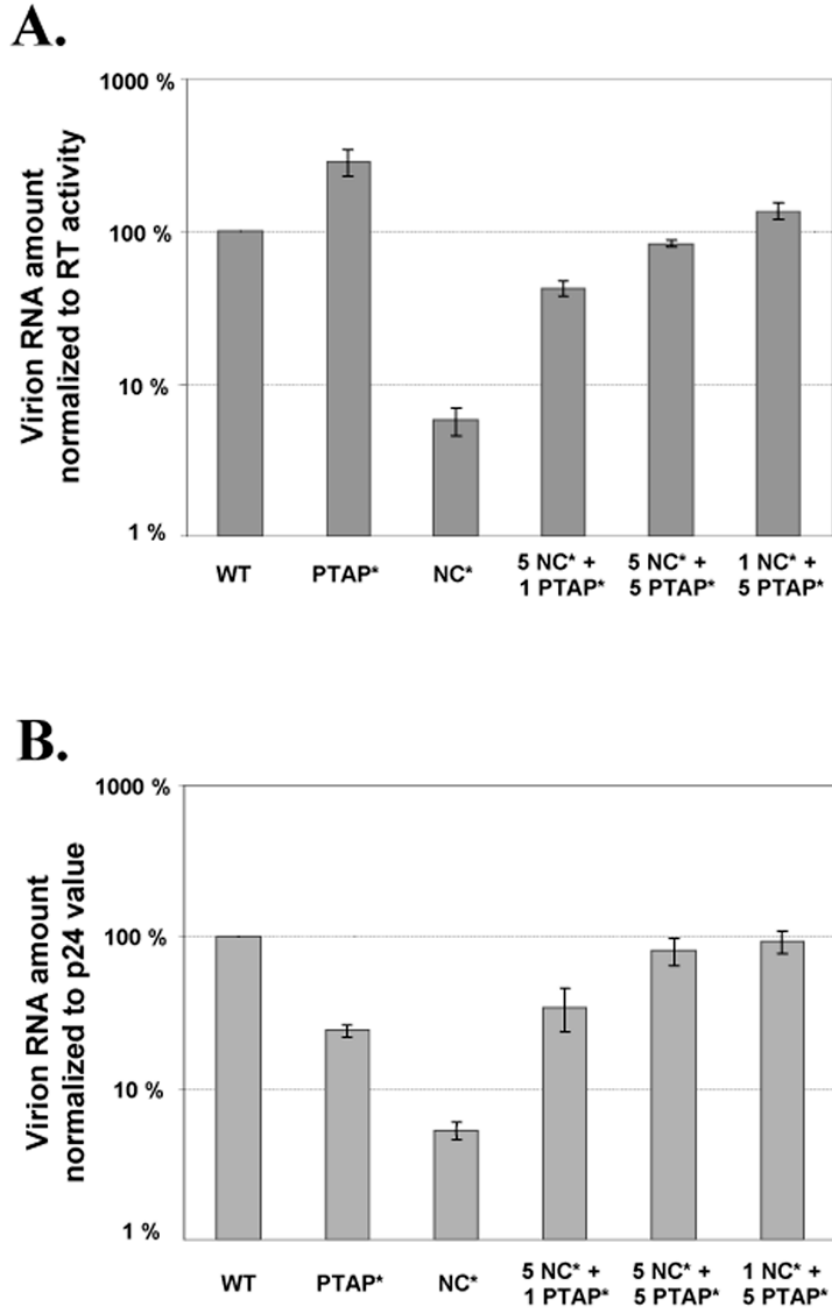 A.
Virion RNA amount
normalized to RT activity
1000 %
100 %
10 %
1 %
WT
PTAP*
NC*
5 NC* +
1 PTAP*
5 NC* +
5 PTAP*
1 NC* +
5 PTAP*
B.
Virion RNA amount
normalized to p24 value
1000 %
100 %
10 %
1 %
WT
PTAP*
NC*
5 NC* +
1 PTAP*
5 NC* +
5 PTAP*
1 NC* +
5 PTAP*